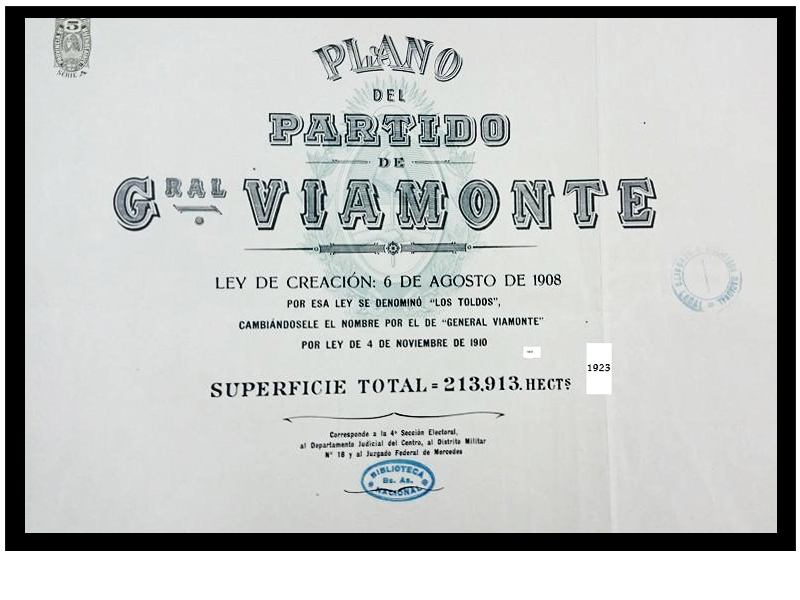 5
SERIE A
PLANO
DEL
PARTIDO
DE
GRAL. VIAMONTE
LEY DE CREACIÓN: 6 DE AGOSTO DE 1908
POR ESA LEY SE DENOMINÓ "LOS TOLDOS",
CAMBIÁNDOSELE EL NOMBRE POR EL DE "GENERAL VIAMONTE"
POR LEY DE 4 DE NOVIEMBRE DE 1910
1923
SUPERFICIE TOTAL = 213,913. HECTS
Corresponde a la 4ª Sección Electoral,
al Departamento Judicial del Centro, al Distrito Militar
Nº 18 y al Juzgado Federal de Mercedes
BIBLIOTECA
Bs. As.
NACIONAL